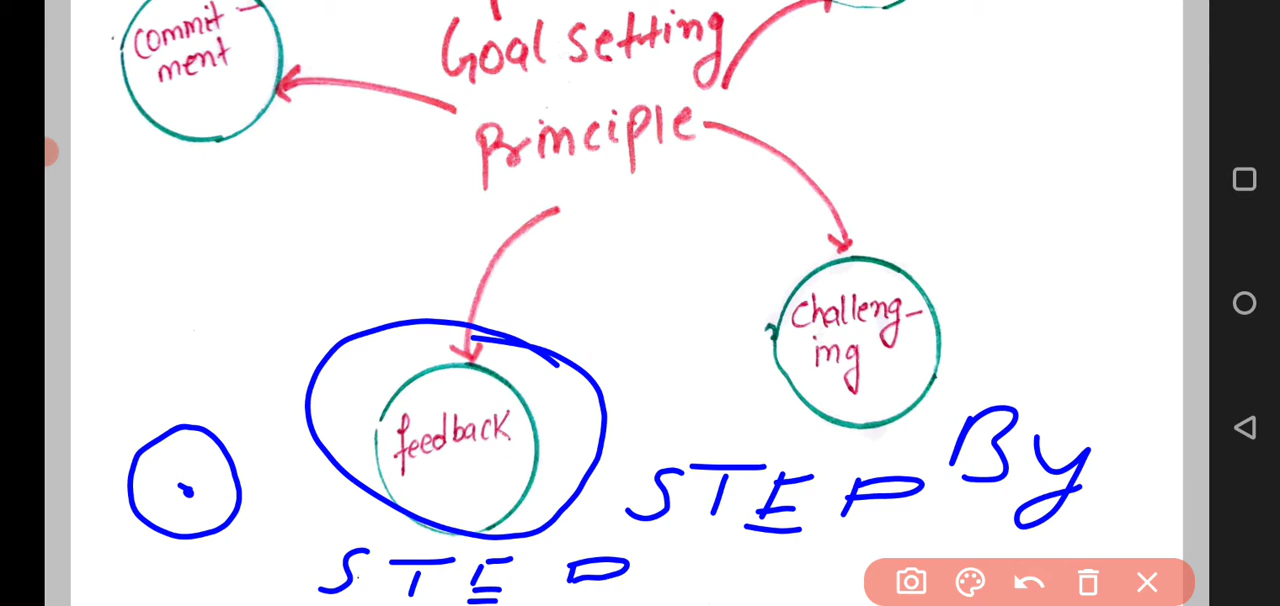 Commit-
ment
Goal setting
Principle
Challeng-
ing
feedback
STEP By
STEP